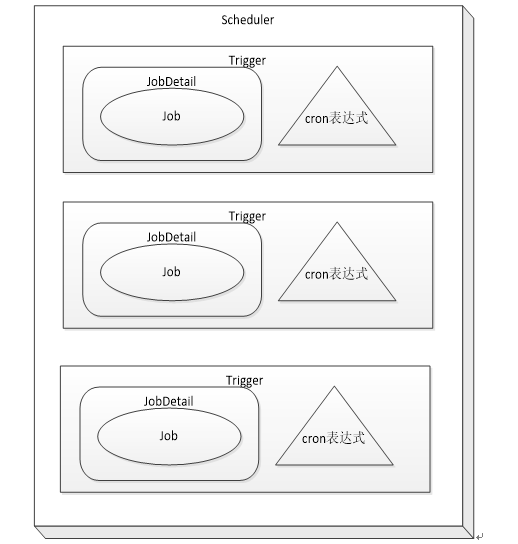 Scheduler
Trigger
JobDetail
Job
cron表达式
Trigger
JobDetail
Job
cron表达式
Trigger
JobDetail
Job
cron表达式